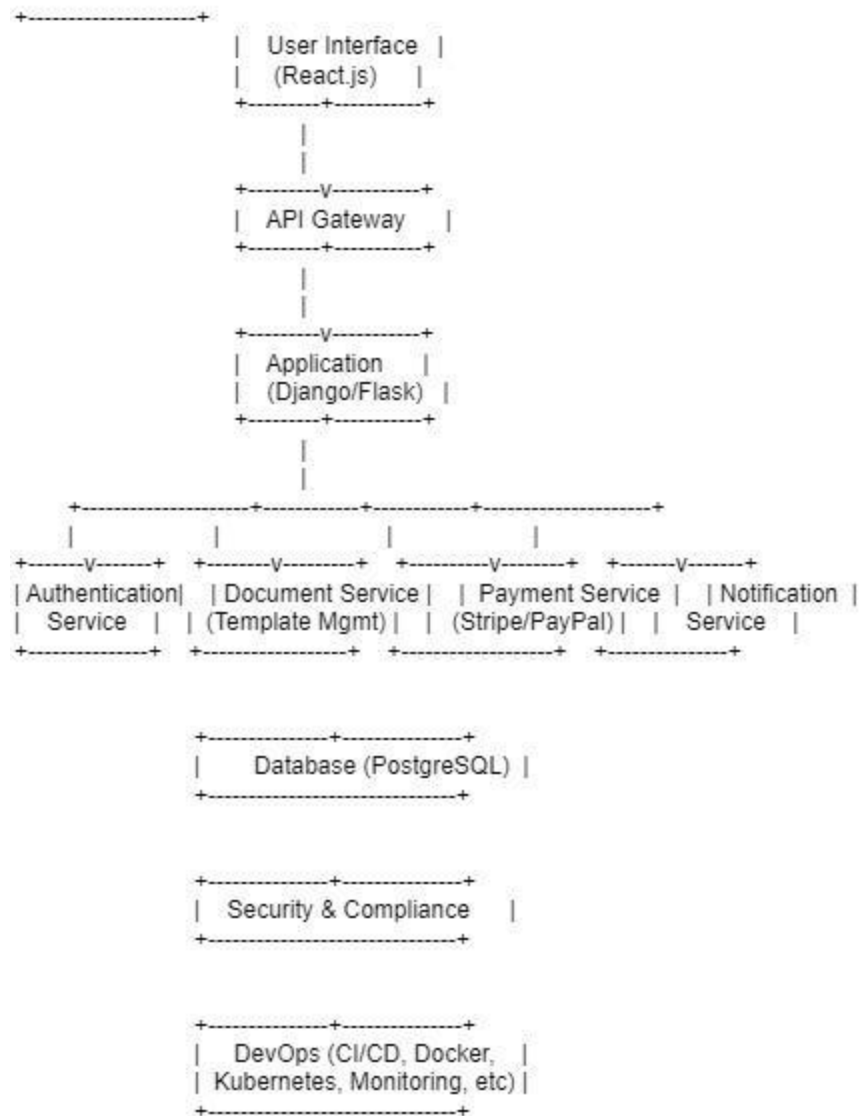 +--------------------+
| User Interface |
| (React.js) |
+---------+-----------+
|
|
+---------v-----------+
| API Gateway |
+---------+-----------+
|
|
+---------v-----------+
| Application |
| (Django/Flask) |
+---------+-----------+
|
|
+---------------------+------------+------------+---------------------+
| | | |
+-------v-------+ +--------v---------+ +----------v--------+ +-------v-------+
| Authentication| | Document Service | | Payment Service | | Notification |
| Service | | (Template Mgmt) | | (Stripe/PayPal) | | Service |
+---------------+ +------------------+ +-------------------+ +---------------+
+---------------+---------------+
| Database (PostgreSQL) |
+-------------------------------+
+---------------+---------------+
| Security & Compliance |
+-------------------------------+
+---------------+---------------+
| DevOps (CI/CD, Docker, |
| Kubernetes, Monitoring, etc) |
+-------------------------------+